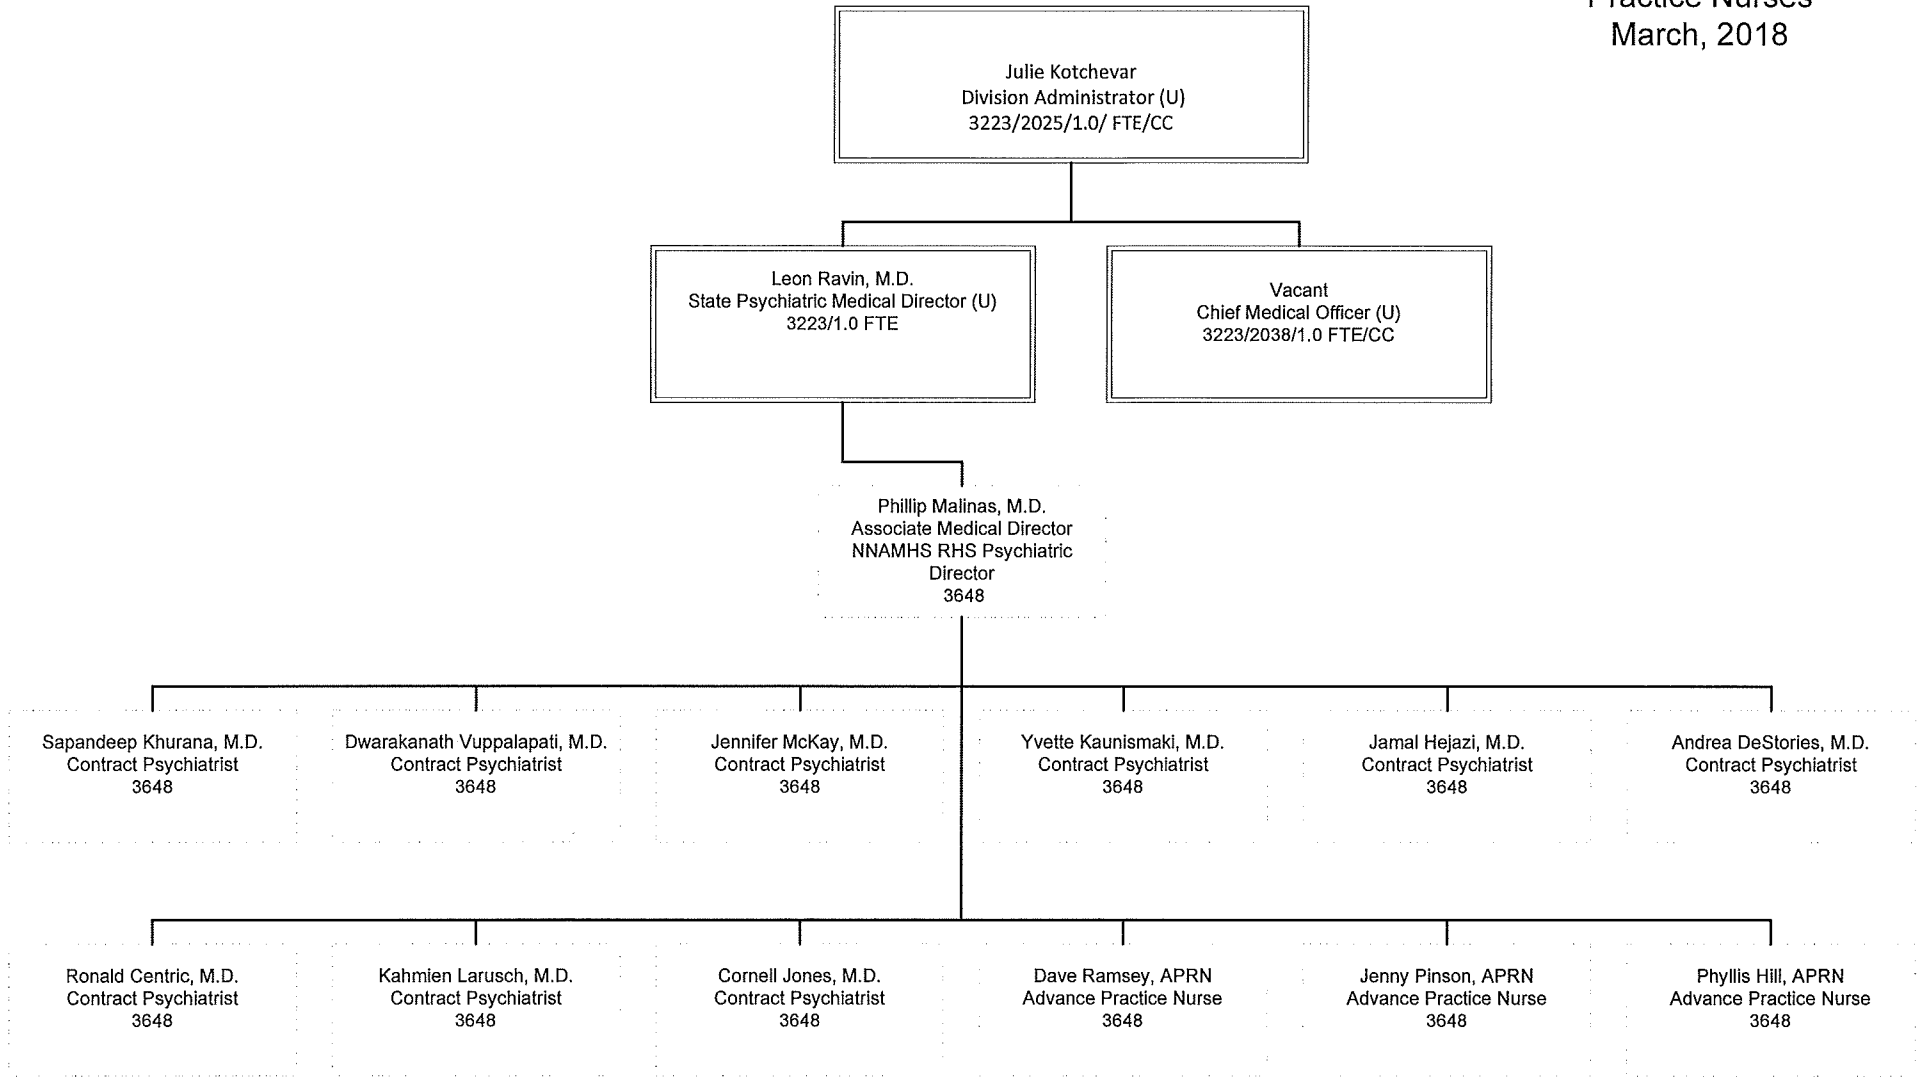 Practice Nurses
March, 2018
Julie Kotchevar
Division Administrator (U)
3223/2025/1.0/ FTE/CC
Leon Ravin, M.D.
State Psychiatric Medical Director (U)
3223/1.0 FTE
Vacant
Chief Medical Officer (U)
3223/2038/1.0 FTE/CC
Phillip Malinas, M.D.
Associate Medical Director
NNAMHS RHS Psychiatric
Director
3648
Sapandeep Khurana, M.D.
Contract Psychiatrist
3648
Dwarakanath Vuppalapati, M.D.
Contract Psychiatrist
3648
Jennifer McKay, M.D.
Contract Psychiatrist
3648
Yvette Kaunismaki, M.D.
Contract Psychiatrist
3648
Jamal Hejazi, M.D.
Contract Psychiatrist
3648
Andrea DeStories, M.D.
Contract Psychiatrist
3648
Ronald Centric, M.D.
Contract Psychiatrist
3648
Kahmien Larusch, M.D.
Contract Psychiatrist
3648
Cornell Jones, M.D.
Contract Psychiatrist
3648
Dave Ramsey, APRN
Advance Practice Nurse
3648
Jenny Pinson, APRN
Advance Practice Nurse
3648
Phyllis Hill, APRN
Advance Practice Nurse
3648